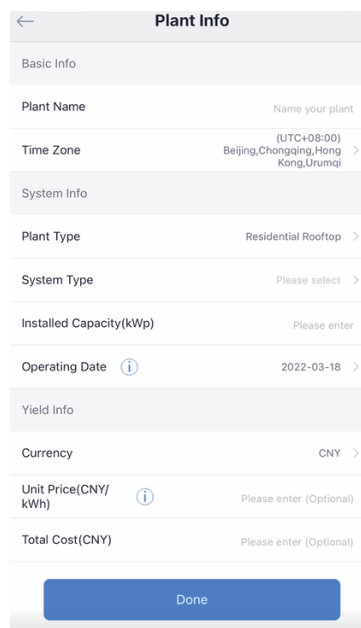 Plant Info
Basic Info
Plant Name
Name your plant
Time Zone
(UTC+08:00)
Beijing,Chongqing,Hong
Kong,Urumqi
System Info
Plant Type
Residential Rooftop
System Type
Please select
Installed Capacity(kWp)
Please enter
Operating Date
i
2022-03-18
Yield Info
Currency
CNY
Unit Price(CNY/
kWh)
i
Please enter (Optional)
Total Cost(CNY)
Please enter (Optional)
Done